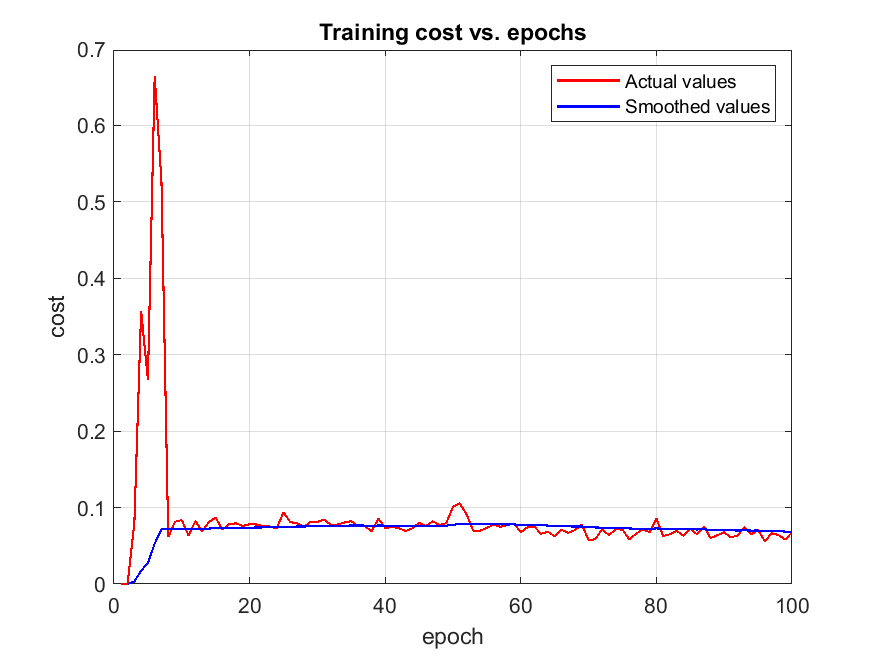 Training cost vs. epochs
Actual values
Smoothed values
0.7
0.6
0.5
0.4
0.3
0.2
0.1
0
cost
0 20 40 60 80 100
epoch